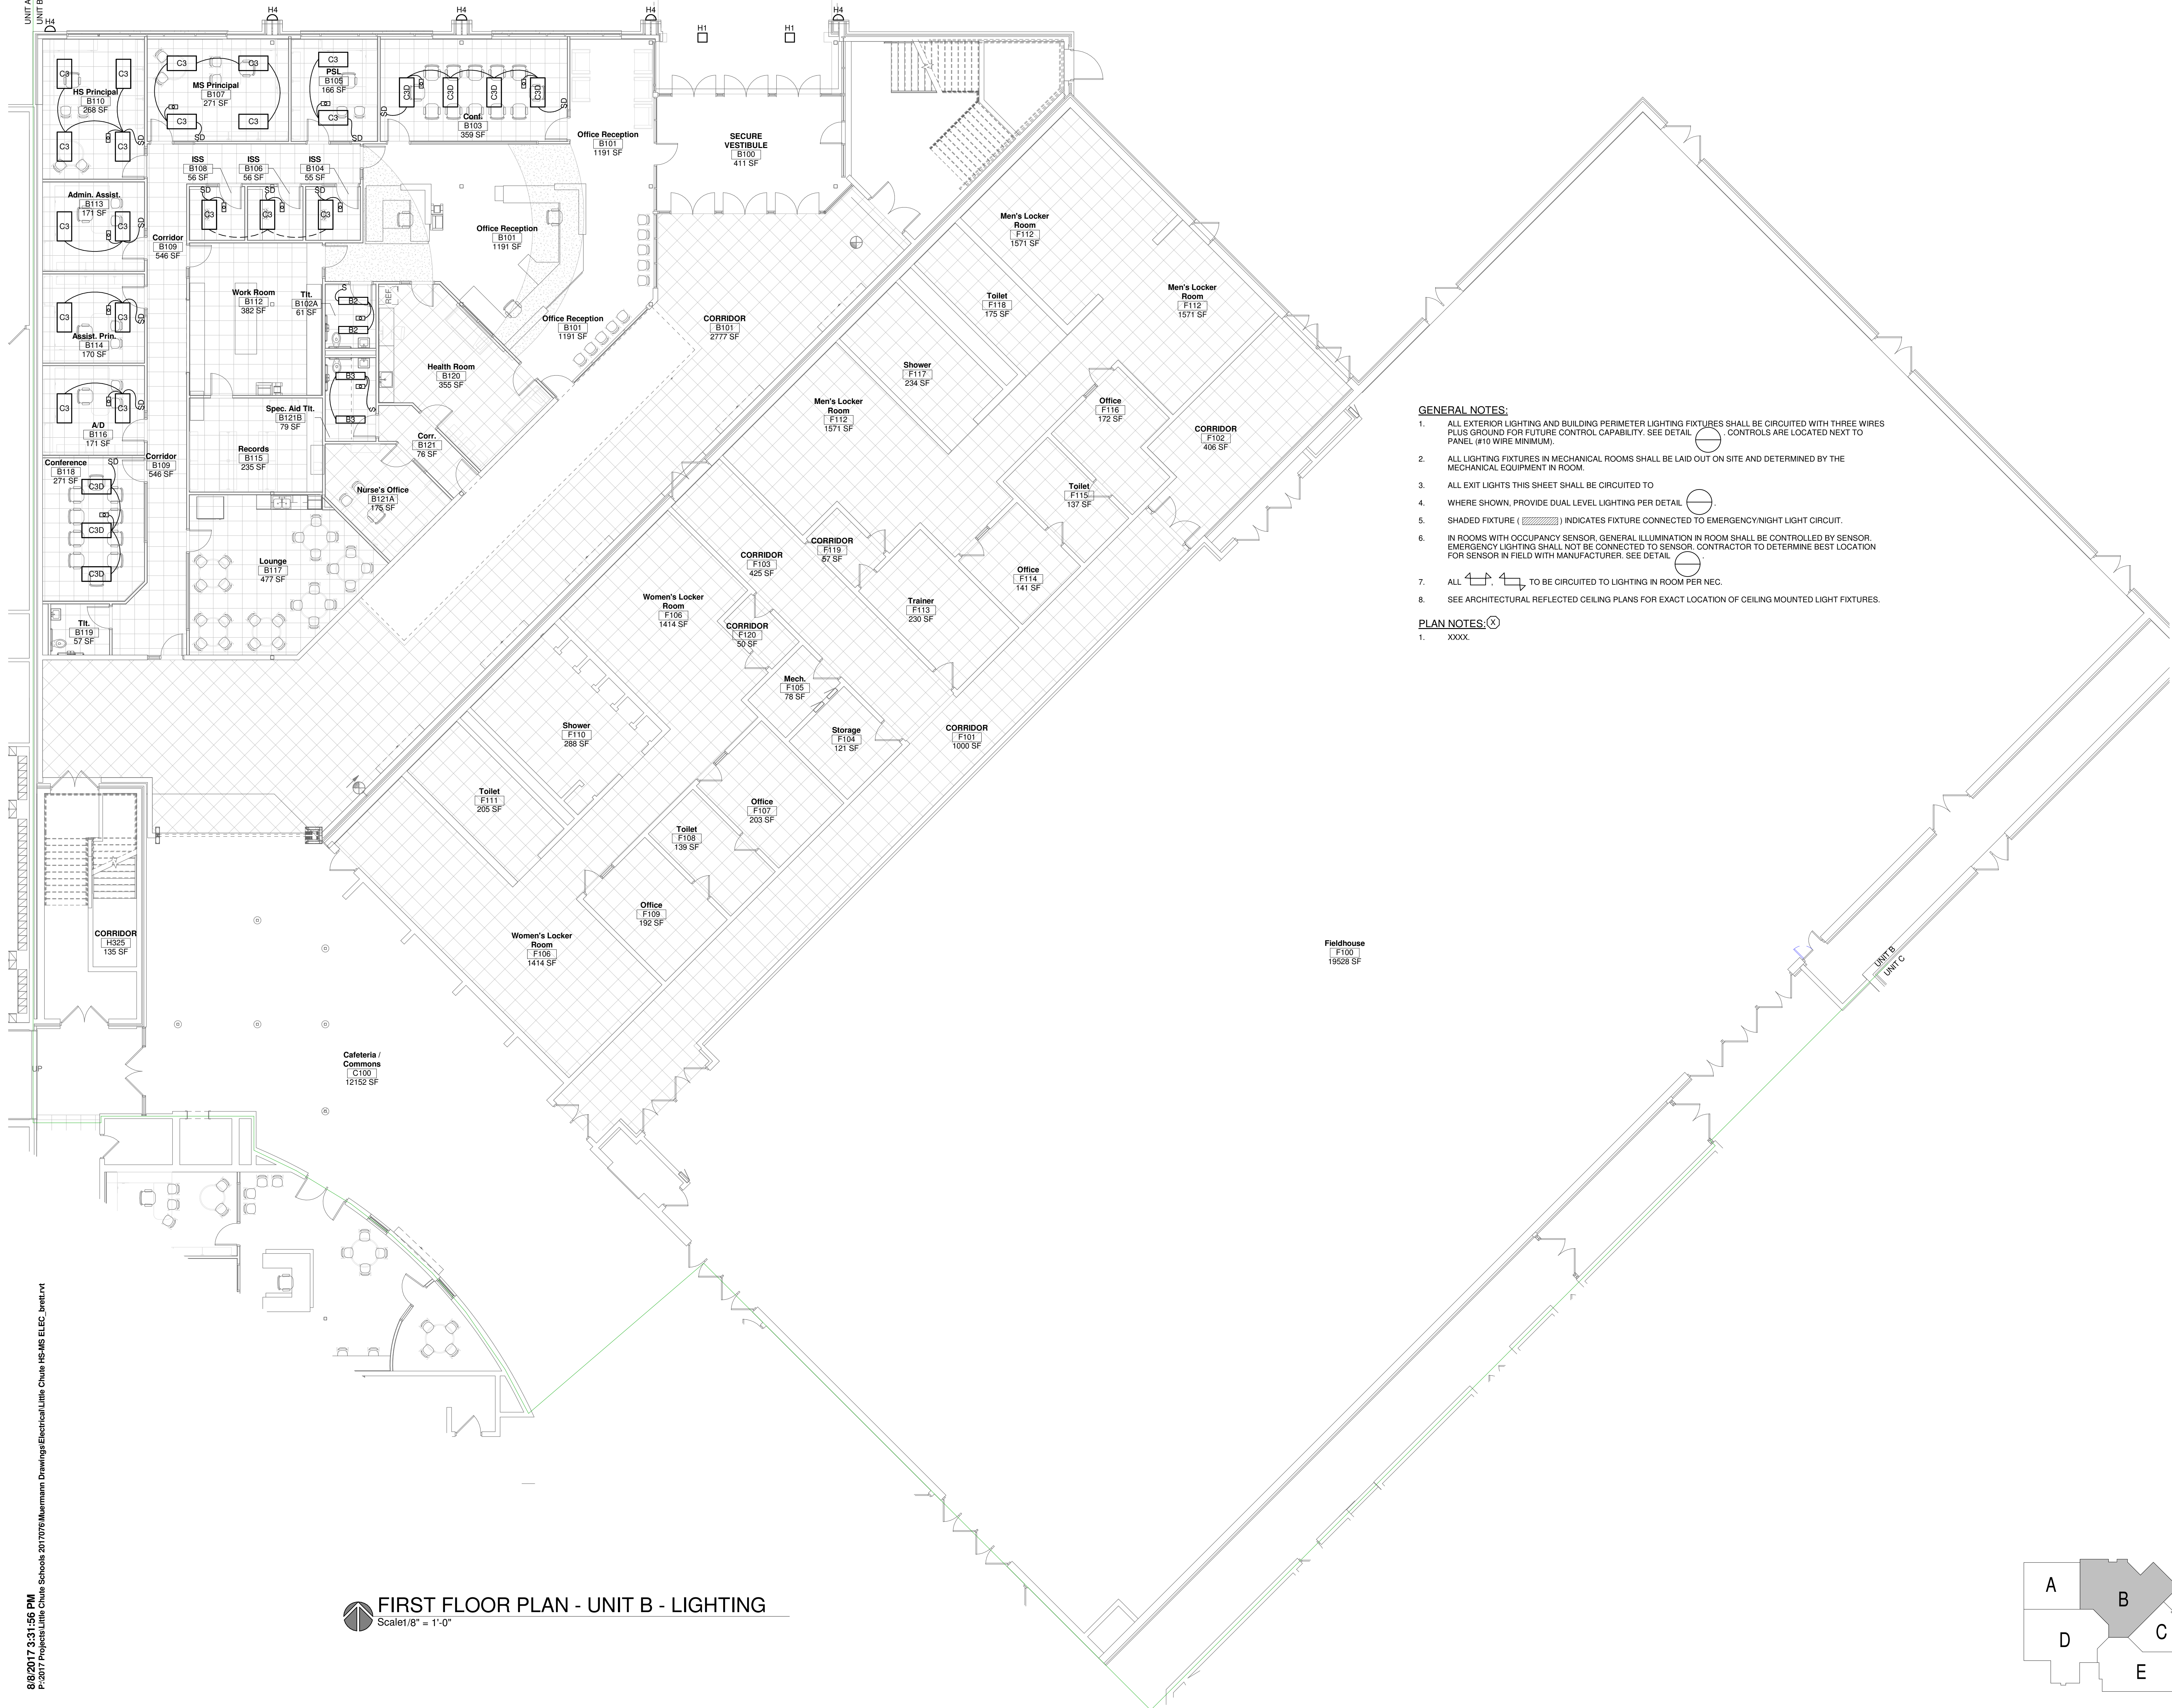 UNIT A
UNIT B
H4
H4
H4
H4
H4
H1
H1
C3
C3
HS Principal
B110
268 SF
C3
C3
SD
C3
C3
MS Principal
B107
271 SF
C3
C3
SD
C3
PSL
B105
166 SF
C3
SD
C3D
C3D
C3D
C3D
SD
SD
Conf.
B103
359 SF
Office Reception
B101
1191 SF
SECURE
VESTIBULE
B100
411 SF
ISS
B108
56 SF
ISS
B106
56 SF
ISS
B104
55 SF
SD
SD
SD
C3
C3
C3
Admin. Assist.
B113
171 SF
C3
C3
SD
Corridor
B109
546 SF
Office Reception
B101
1191 SF
Work Room
B112
382 SF
Tlt.
B102A
61 SF
S
B2
B2
REF.
C3
C3
SD
Assist. Prin.
B114
170 SF
Office Reception
B101
1191 SF
CORRIDOR
B101
2777 SF
Health Room
B120
355 SF
B3
B3
S
C3
C3
SD
A/D
B116
171 SF
Spec. Aid Tlt.
B121B
79 SF
Corr.
B121
76 SF
Records
B115
235 SF
Conference
B118
271 SF
SD
C3D
C3D
C3D
Corridor
B109
546 SF
Nurse's Office
B121A
175 SF
Lounge
B117
477 SF
Tlt.
B119
57 SF
Men's Locker
Room
F112
1571 SF
Toilet
F118
175 SF
Men's Locker
Room
F112
1571 SF
Shower
F117
234 SF
Men's Locker
Room
F112
1571 SF
Office
F116
172 SF
CORRIDOR
F102
406 SF
Toilet
F115
137 SF
CORRIDOR
F119
57 SF
CORRIDOR
F103
425 SF
Office
F114
141 SF
Women's Locker
Room
F106
1414 SF
Trainer
F113
230 SF
CORRIDOR
F120
50 SF
Mech.
F105
78 SF
Shower
F110
288 SF
Storage
F104
121 SF
CORRIDOR
F101
1000 SF
Toilet
F111
205 SF
Office
F107
203 SF
Toilet
F108
139 SF
Office
F109
192 SF
Women's Locker
Room
F106
1414 SF
CORRIDOR
H325
135 SF
Fieldhouse
F100
19528 SF
UNIT B
UNIT C
UP
Cafeteria /
Commons
C100
12152 SF
GENERAL NOTES:
1. ALL EXTERIOR LIGHTING AND BUILDING PERIMETER LIGHTING FIXTURES SHALL BE CIRCUITED WITH THREE WIRES
PLUS GROUND FOR FUTURE CONTROL CAPABILITY. SEE DETAIL . CONTROLS ARE LOCATED NEXT TO
PANEL (#10 WIRE MINIMUM).
2. ALL LIGHTING FIXTURES IN MECHANICAL ROOMS SHALL BE LAID OUT ON SITE AND DETERMINED BY THE
MECHANICAL EQUIPMENT IN ROOM.
3. ALL EXIT LIGHTS THIS SHEET SHALL BE CIRCUITED TO
4. WHERE SHOWN, PROVIDE DUAL LEVEL LIGHTING PER DETAIL .
5. SHADED FIXTURE ( ) INDICATES FIXTURE CONNECTED TO EMERGENCY/NIGHT LIGHT CIRCUIT.
6. IN ROOMS WITH OCCUPANCY SENSOR, GENERAL ILLUMINATION IN ROOM SHALL BE CONTROLLED BY SENSOR.
EMERGENCY LIGHTING SHALL NOT BE CONNECTED TO SENSOR. CONTRACTOR TO DETERMINE BEST LOCATION
FOR SENSOR IN FIELD WITH MANUFACTURER. SEE DETAIL .
7. ALL , TO BE CIRCUITED TO LIGHTING IN ROOM PER NEC.
8. SEE ARCHITECTURAL REFLECTED CEILING PLANS FOR EXACT LOCATION OF CEILING MOUNTED LIGHT FIXTURES.
PLAN NOTES: X
1. XXXX.
8/8/2017 3:31:56 PM
P:\2017 Projects\Little Chute Schools 2017076\Muermann Drawings\Electrical\Little Chute HS-MS ELEC_brett.rvt
FIRST FLOOR PLAN - UNIT B - LIGHTING
Scale1/8" = 1'-0"
A
B
C
D
E